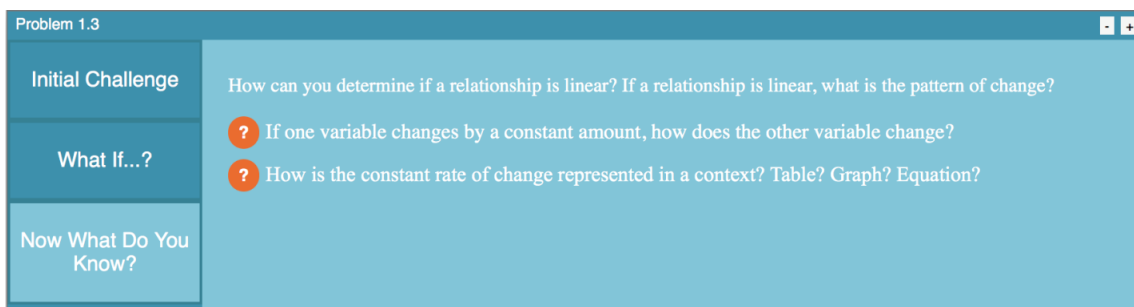 Problem 1.3
- +
Initial Challenge
What If...?
Now What Do You
Know?
How can you determine if a relationship is linear? If a relationship is linear, what is the pattern of change?
? If one variable changes by a constant amount, how does the other variable change?
? How is the constant rate of change represented in a context? Table? Graph? Equation?